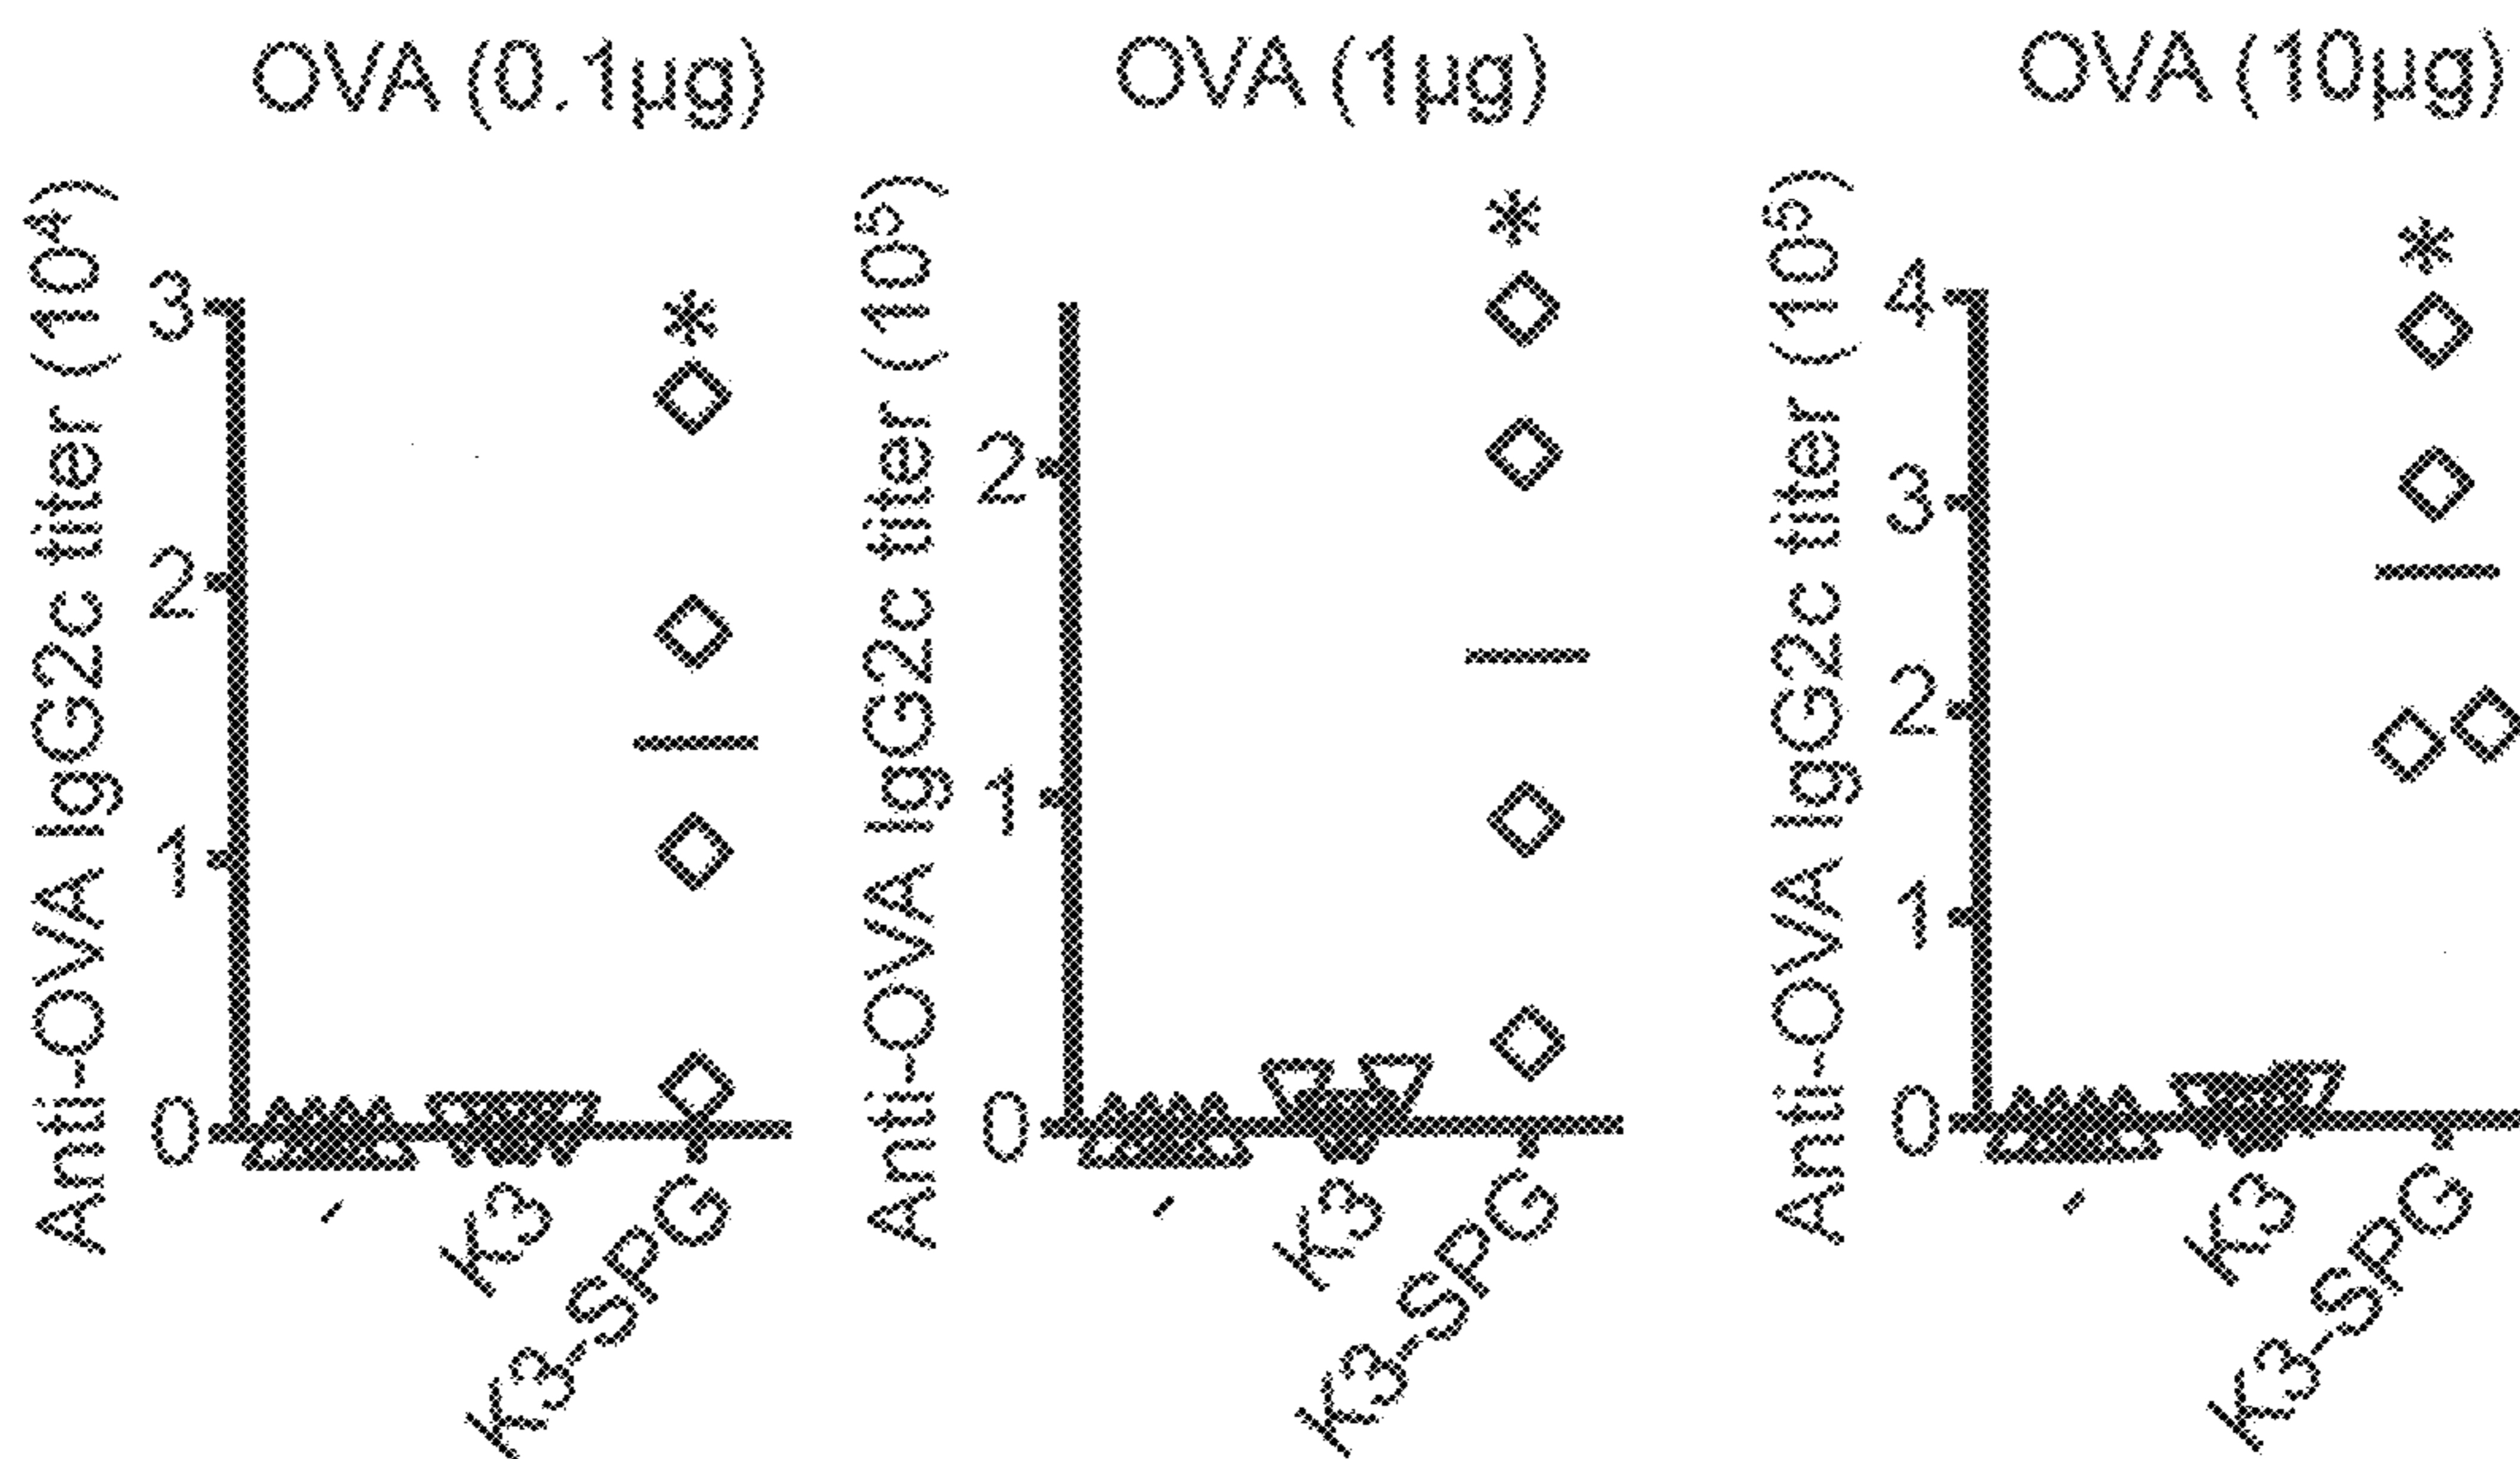 OVA (0.1µg)
Anti-OVA IgG2c titer (10⁴)
3
2
1
0
*
-
K3
K3-SPG
OVA (1µg)
Anti-OVA IgG2c titer (10⁵)
2
1
0
*
-
K3
K3-SPG
OVA (10µg)
Anti-OVA IgG2c titer (10⁵)
4
3
2
1
0
*
-
K3
K3-SPG